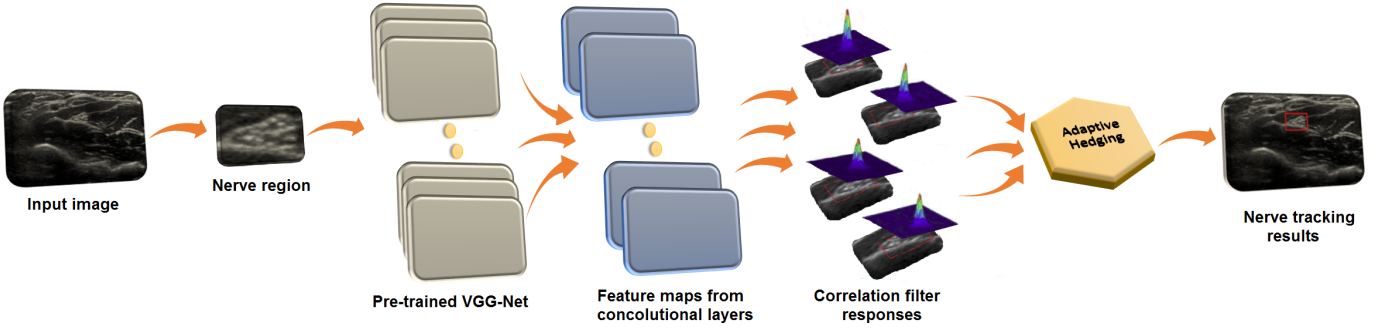 Input image
Nerve region
Pre-trained VGG-Net
Feature maps from
concolutional layers
Correlation filter
responses
Adaptive
Hedging
Nerve tracking
results